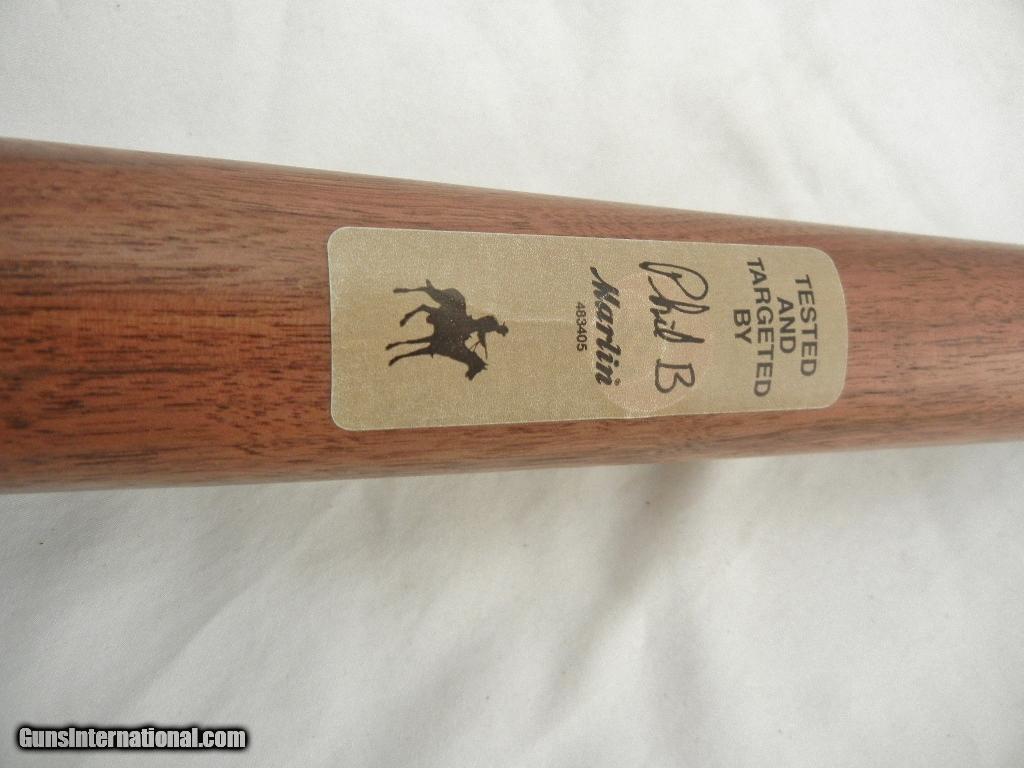 TESTED
AND
TARGETED
BY
Phil B
Marlin
483405
GunsInternational.com